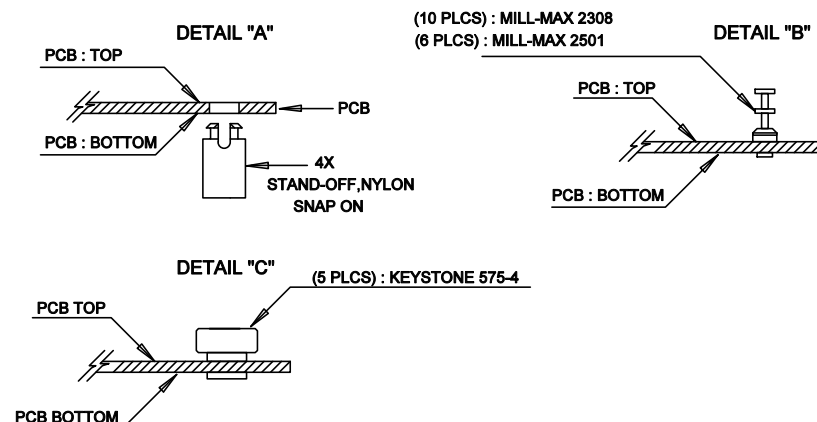 DETAIL "A"
PCB : TOP
PCB
PCB : BOTTOM
4X
STAND-OFF,NYLON
SNAP ON
(10 PLCS) : MILL-MAX 2308
(6 PLCS) : MILL-MAX 2501
DETAIL "B"
PCB : TOP
PCB : BOTTOM
DETAIL "C"
(5 PLCS) : KEYSTONE 575-4
PCB TOP
PCB BOTTOM